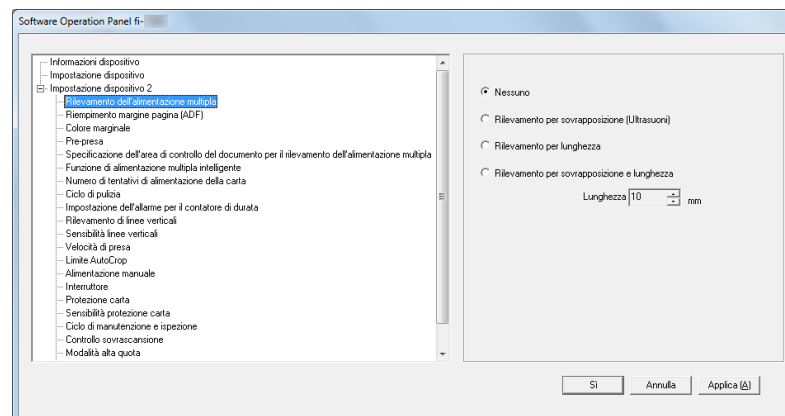 Software Operation Panel fi-
Informazioni dispositivo
Impostazione dispositivo
Impostazione dispositivo 2
Rilevamento dell'alimentazione multipla
Riempimento margine pagina (ADF)
Colore marginale
Pre-presa
Specificazione dell'area di controllo del documento per il rilevamento dell'alimentazione multipla
Funzione di alimentazione multipla intelligente
Numero di tentativi di alimentazione della carta
Ciclo di pulizia
Impostazione dell'allarme per il contatore di durata
Rilevamento di linee verticali
Sensibilità linee verticali
Velocità di presa
Limite AutoCrop
Alimentazione manuale
Interruttore
Protezione carta
Sensibilità protezione carta
Ciclo di manutenzione e ispezione
Controllo sovrascansione
Modalità alta quota
Nessuno
Rilevamento per sovrapposizione (Ultrasuoni)
Rilevamento per lunghezza
Rilevamento per sovrapposizione e lunghezza
Lunghezza 10 mm
Sì Annulla Applica (A)